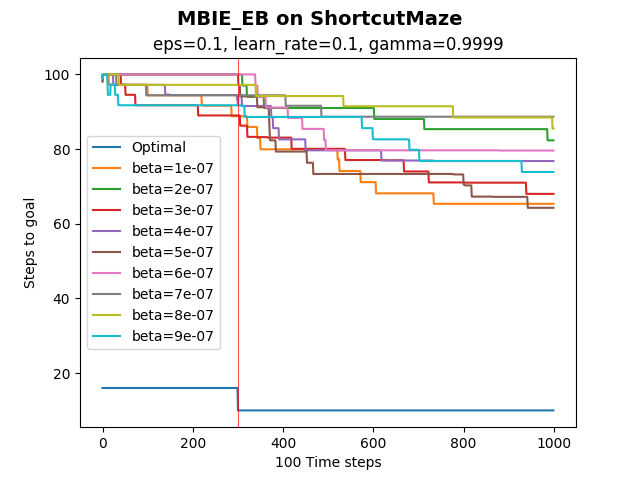 MBIE_EB on ShortcutMaze
eps=0.1, learn_rate=0.1, gamma=0.9999
Steps to goal
100
80
60
40
20
Optimal
beta=1e-07
beta=2e-07
beta=3e-07
beta=4e-07
beta=5e-07
beta=6e-07
beta=7e-07
beta=8e-07
beta=9e-07
0 200 400 600 800 1000
100 Time steps